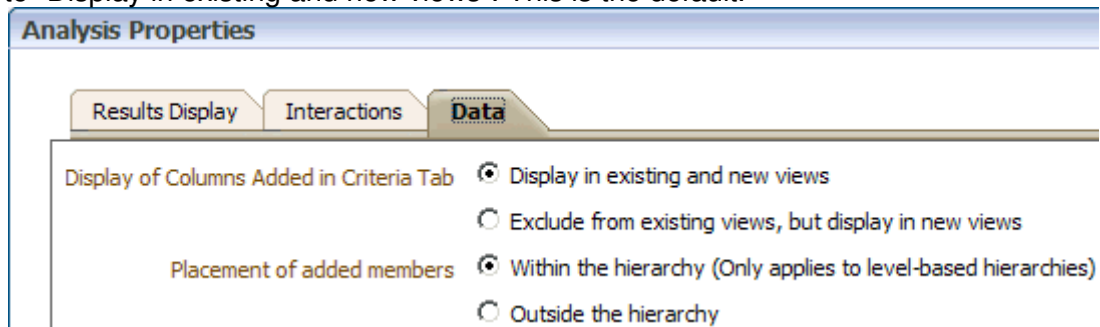 to "Display in existing and new views". This is the default.
Analysis Properties
Results Display Interactions Data
Display of Columns Added in Criteria Tab Display in existing and new views
Exclude from existing views, but display in new views
Placement of added members Within the hierarchy (Only applies to level-based hierarchies)
Outside the hierarchy